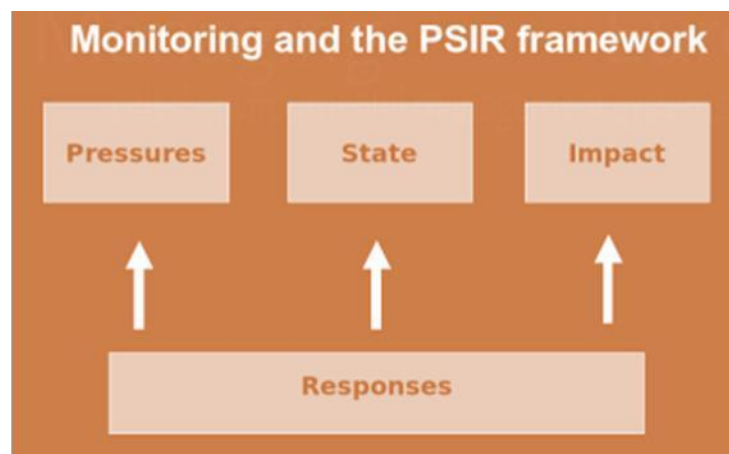 Monitoring and the PSIR framework
Pressures
State
Impact
Responses